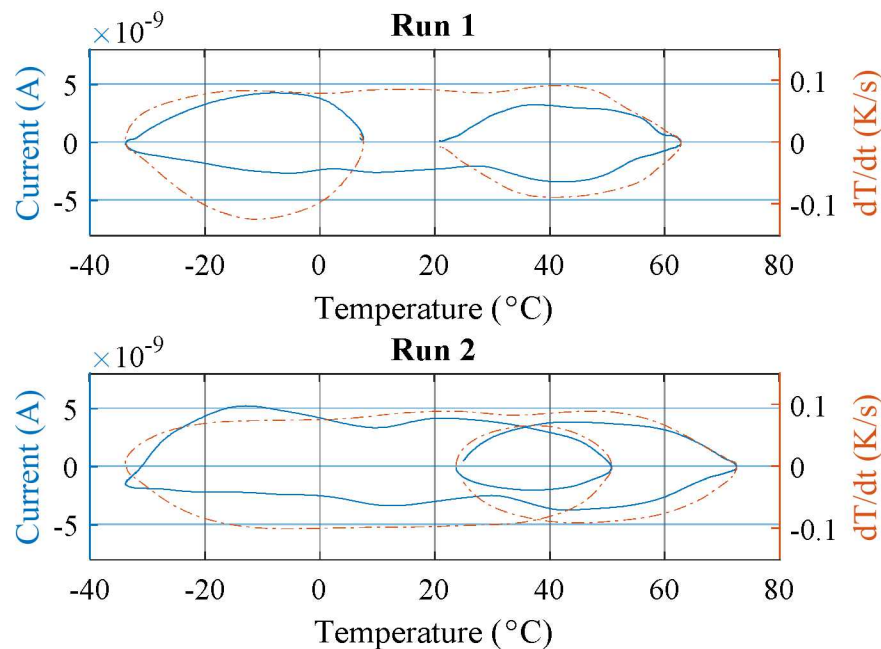 ×10⁻⁹
Run 1
Current (A)
5
0
-5
0.1
0
-0.1
dT/dt (K/s)
-40 -20 0 20 40 60 80
Temperature (°C)
×10⁻⁹
Run 2
Current (A)
5
0
-5
0.1
0
-0.1
dT/dt (K/s)
-40 -20 0 20 40 60 80
Temperature (°C)